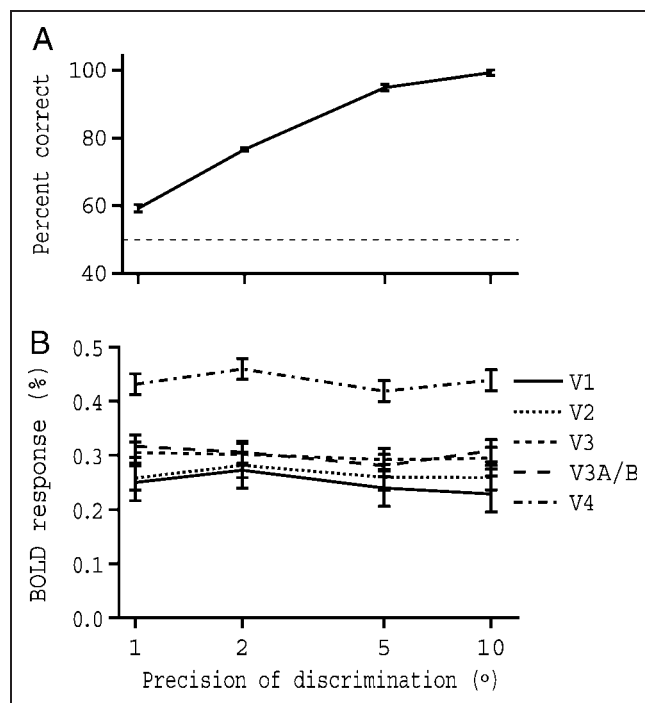 A
Percent correct
100
80
60
40
B
BOLD response (%)
0.5
0.4
0.3
0.2
0.1
0.0
V1
V2
V3
V3A/B
V4
1 2 5 10
Precision of discrimination (º)